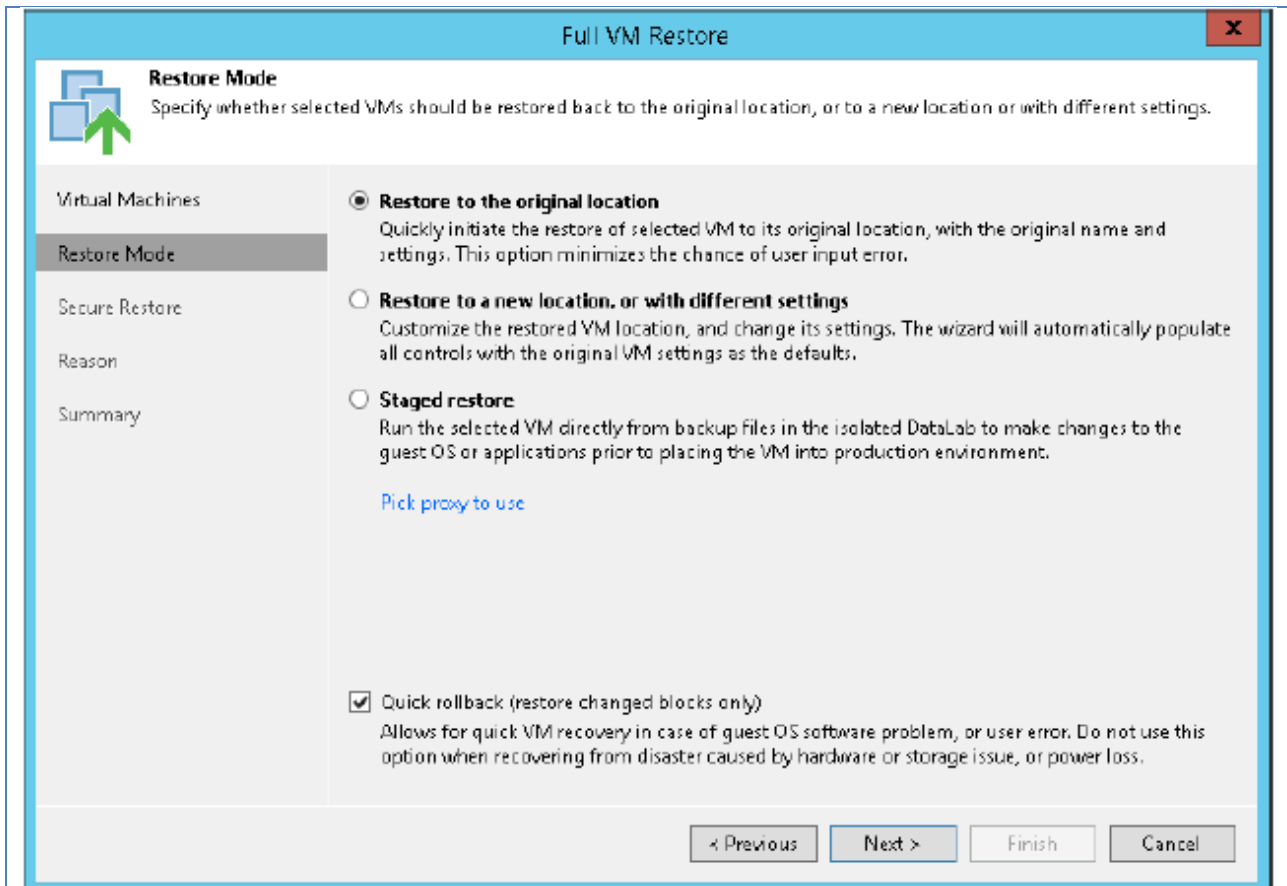 Full VM Restore
x
Restore Mode
Specify whether selected VMs should be restored back to the original location, or to a new location or with different settings.
Virtual Machines
Restore Mode
Secure Restore
Reason
Summary
Restore to the original location
Quickly initiate the restore of selected VM to its original location, with the original name and
settings. This option minimizes the chance of user input error.
Restore to a new location, or with different settings
Customize the restored VM location, and change its settings. The wizard will automatically populate
all controls with the original VM settings as the defaults.
Staged restore
Run the selected VM directly from backup files in the isolated DataLab to make changes to the
guest OS or applications prior to placing the VM into production environment.
Pick proxy to use
Quick rollback (restore changed blocks only)
Allows for quick VM recovery in case of guest OS software problem, or user error. Do not use this
option when recovering from disaster caused by hardware or storage issue, or power loss.
< Previous
Next >
Finish
Cancel